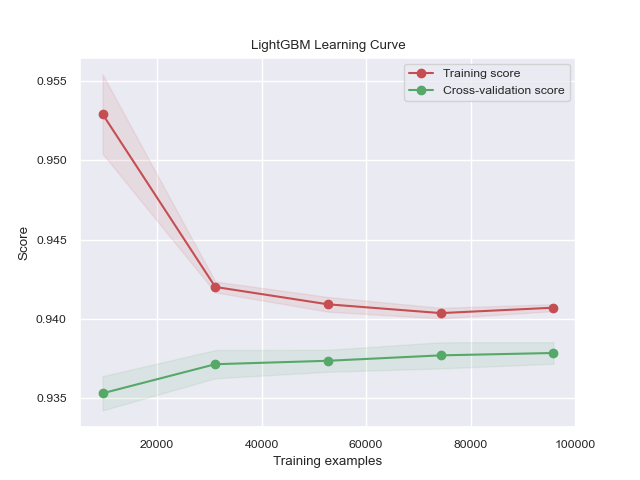 LightGBM Learning Curve
Training score
Cross-validation score
0.955
0.950
0.945
0.940
0.935
Score
20000 40000 60000 80000 100000
Training examples